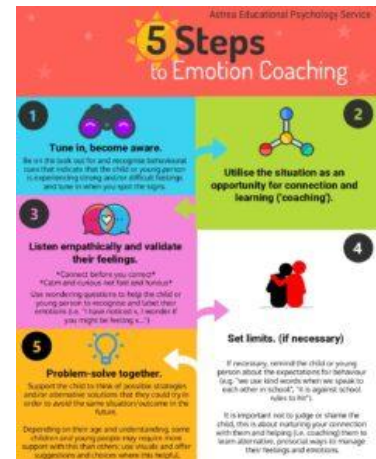 Astrea Educational Psychology Service
5 Steps
to Emotion Coaching
1
Tune in, become aware.
Be on the look out for and recognise behavioural
cues that indicate that the child or young person
is experiencing strong and/or difficult feelings
and tune in when you spot the signs.
2
Utilise the situation as an
opportunity for connection and
learning ('coaching').
3
Listen empathically and validate
their feelings.
*Connect before you correct*
*Calm and curious not fast and furious*
Use wondering questions to help the child or
young person to recognise and label their
emotions (i.e. "I have noticed x, I wonder if
you might be feeling x...")
4
Set limits. (if necessary)
If necessary, remind the child or young
person about the expectations for behaviour
(e.g. "we use kind words when we speak to
each other in school", "it is against school
rules to hit").
It is important not to judge or shame the
child, this is about nurturing your connection
with them and helping (i.e. coaching) them to
learn alternative, prosocial ways to manage
their feelings and emotions.
5
Problem-solve together.
Support the child to think of possible strategies
and/or alternative solutions that they could try in
order to avoid the same situation/outcome in the
future.
Depending on their age and understanding, some
children and young people may require more
support with this than others: use visuals and offer
suggestions and choices where this helpful.